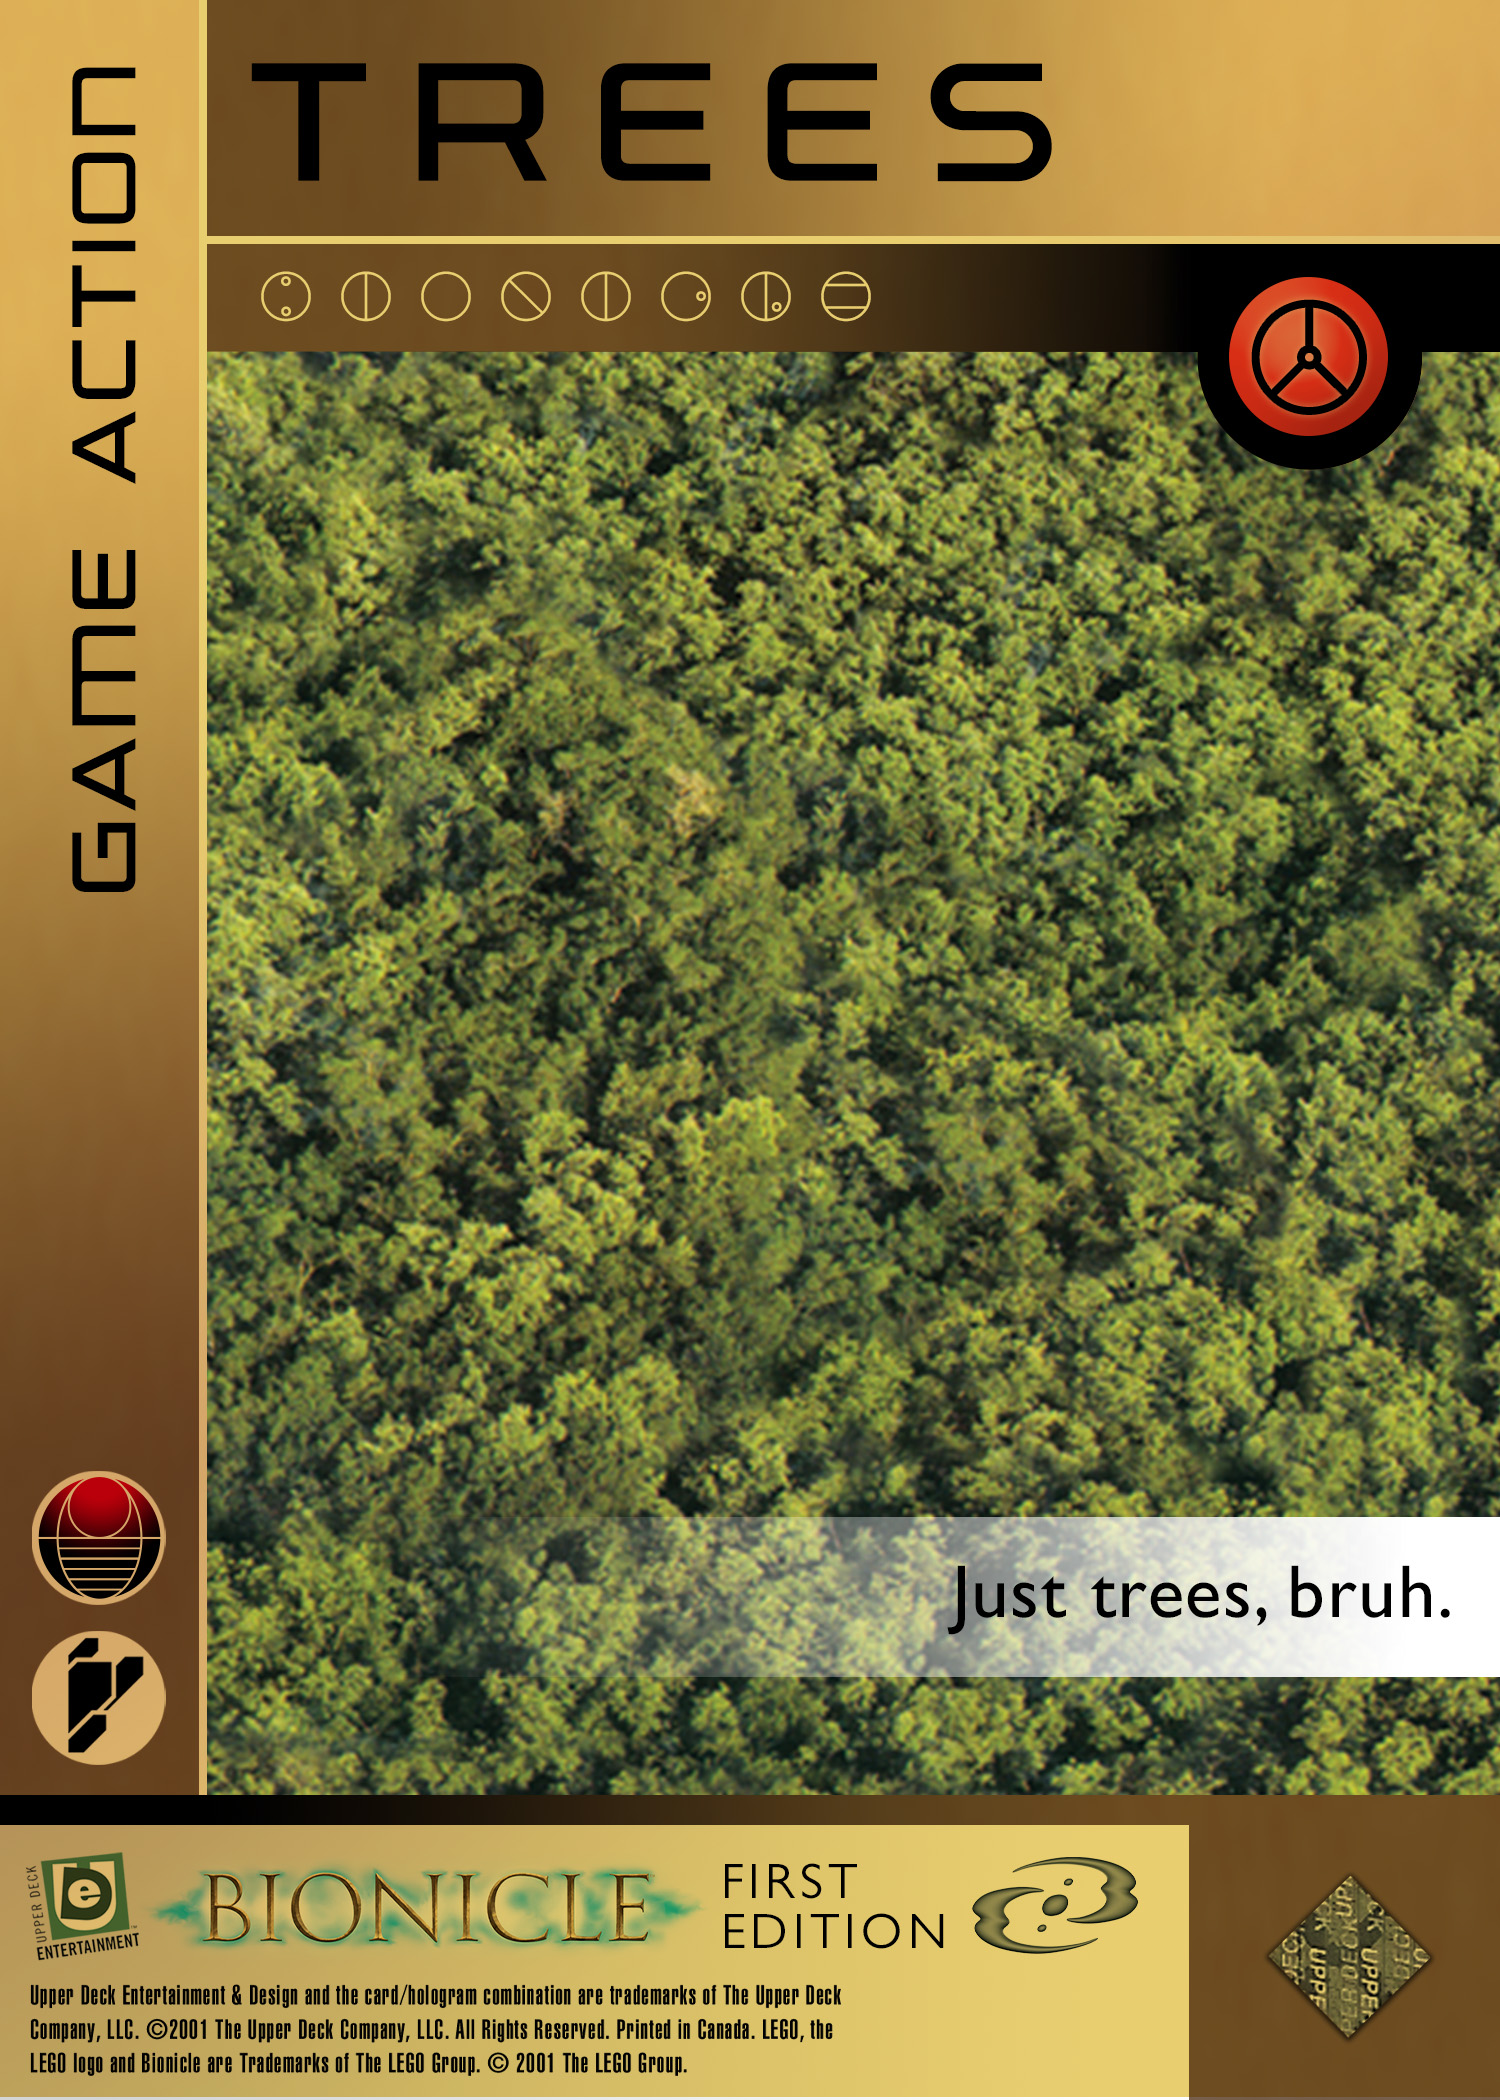 TREES
GAME ACTION
Just trees, bruh.
UPPER DECK
ENTERTAINMENT
BIONICLE
FIRST
EDITION
Upper Deck Entertainment & Design and the card/hologram combination are trademarks of The Upper Deck
Company, LLC. ©2001 The Upper Deck Company, LLC. All Rights Reserved. Printed in Canada. LEGO, the
LEGO logo and Bionicle are Trademarks of The LEGO Group. © 2001 The LEGO Group.